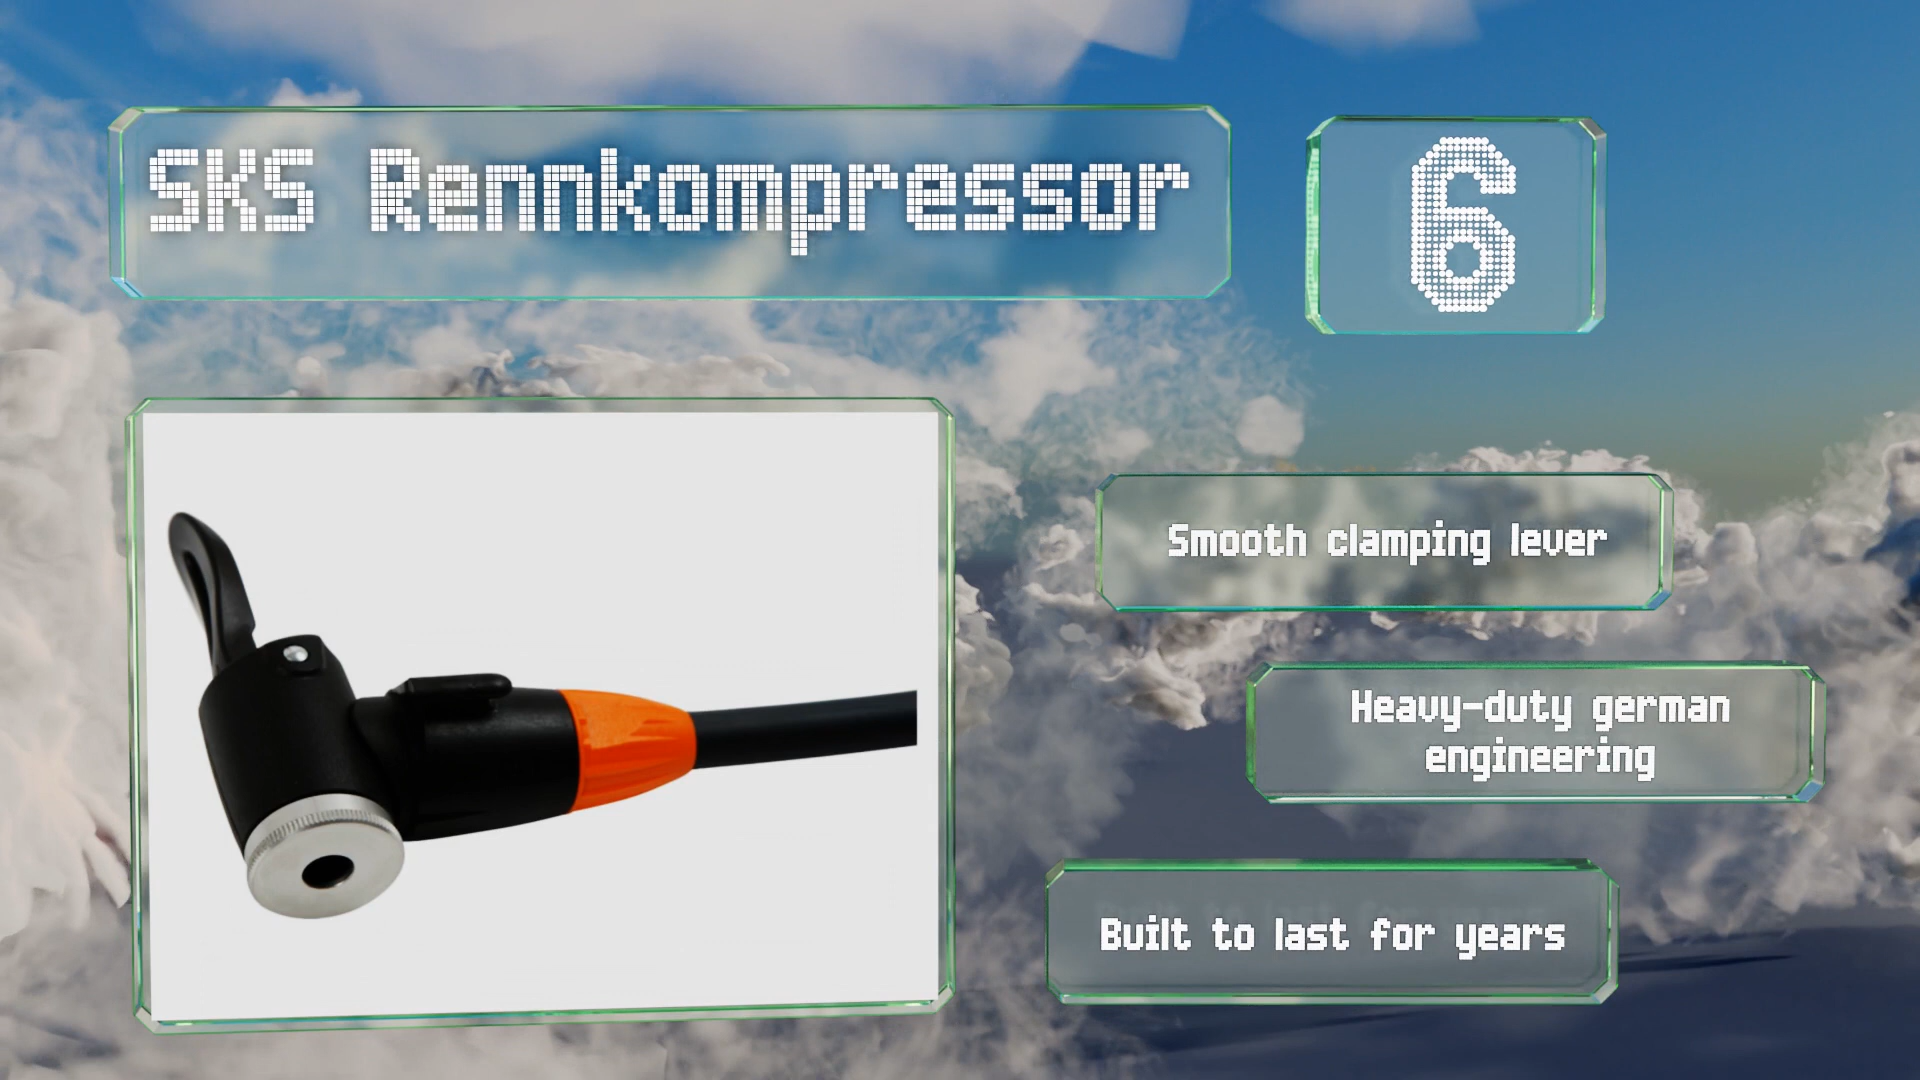 SKS Rennkompressor
6
Smooth clamping lever
Heavy-duty german
engineering
Built to last for years